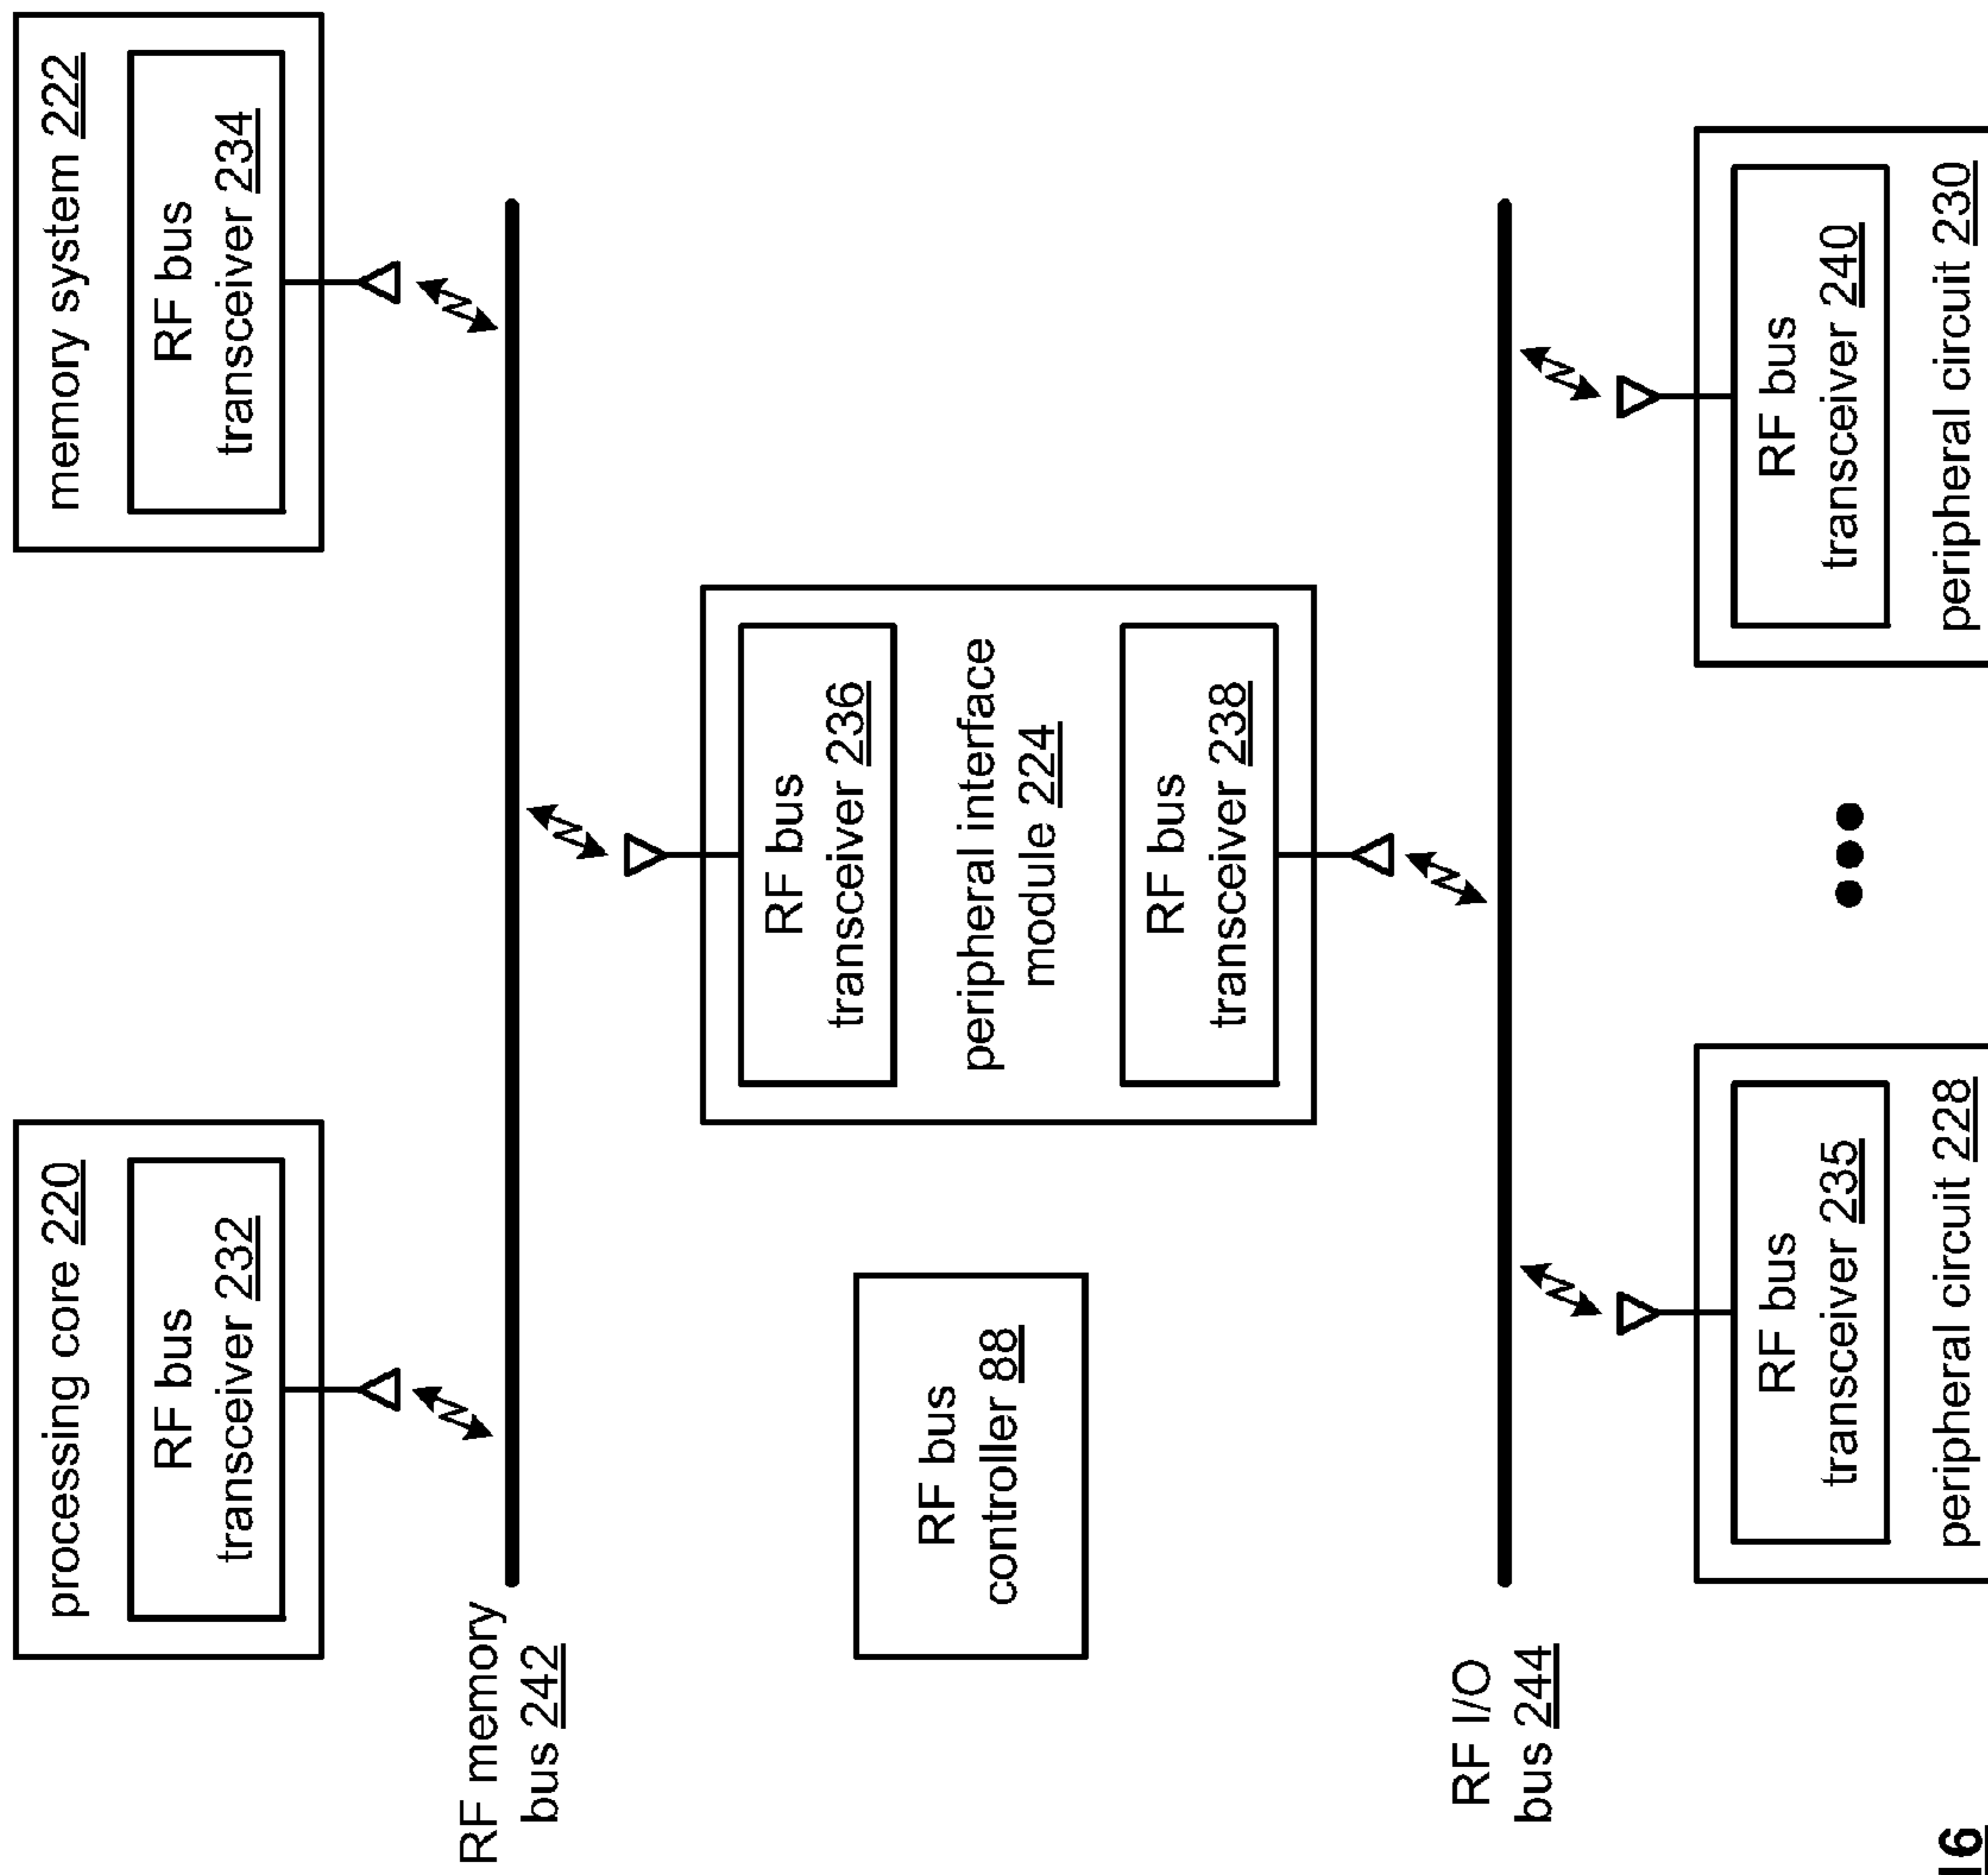 processing core 220
RF bus
transceiver 232
memory system 222
RF bus
transceiver 234
RF memory
bus 242
RF bus
transceiver 236
peripheral interface
module 224
RF bus
transceiver 238
RF bus
controller 88
RF I/O
bus 244
RF bus
transceiver 235
peripheral circuit 228
RF bus
transceiver 240
peripheral circuit 230